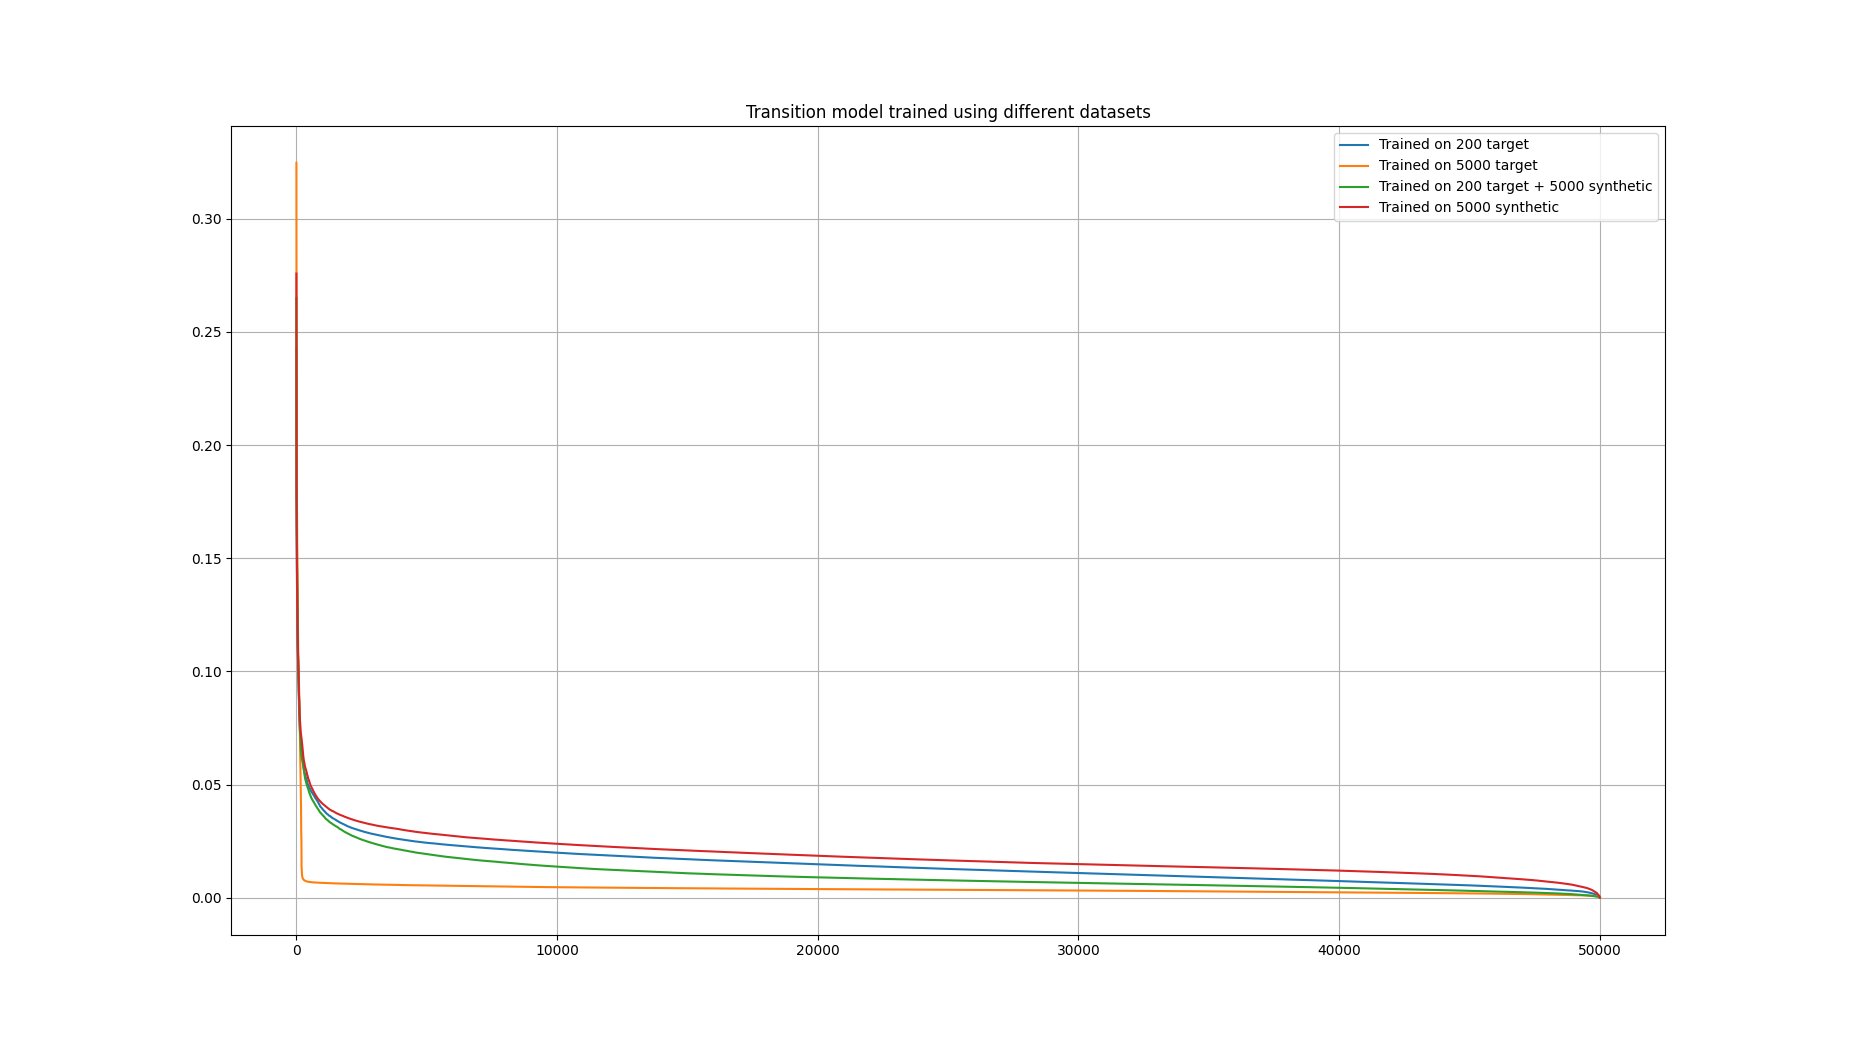 Transition model trained using different datasets
Trained on 200 target
Trained on 5000 target
Trained on 200 target + 5000 synthetic
Trained on 5000 synthetic
0.30
0.25
0.20
0.15
0.10
0.05
0.00
0 10000 20000 30000 40000 50000